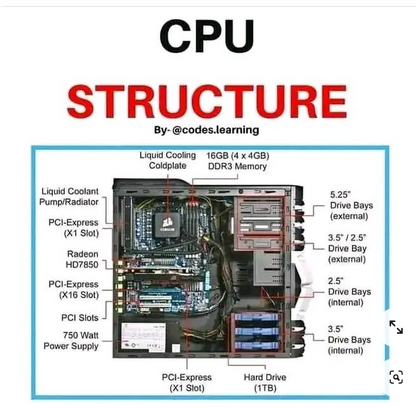 CPU
STRUCTURE
By- @codes.learning
Liquid Cooling
Coldplate
16GB (4 x 4GB)
DDR3 Memory
Liquid Coolant
Pump/Radiator
PCI-Express
(X1 Slot)
Radeon
HD7850
PCI-Express
(X16 Slot)
PCI Slots
750 Watt
Power Supply
5.25"
Drive Bays
(external)
3.5" / 2.5"
Drive Bay
(external)
2.5"
Drive Bays
(internal)
3.5"
Drive Bays
(internal)
PCI-Express
(X1 Slot)
Hard Drive
(1TB)